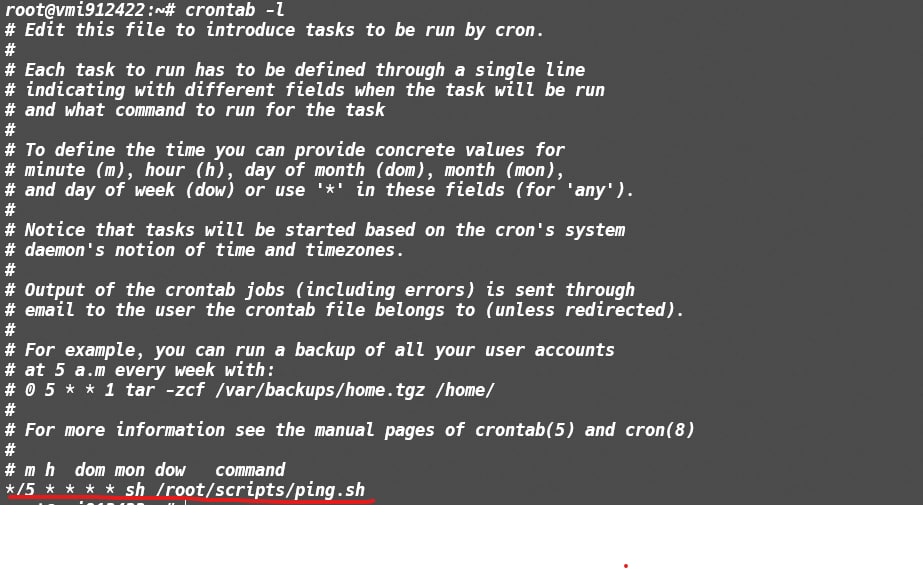 root@vmi912422:~# crontab -l
# Edit this file to introduce tasks to be run by cron.
#
# Each task to run has to be defined through a single line
# indicating with different fields when the task will be run
# and what command to run for the task
#
# To define the time you can provide concrete values for
# minute (m), hour (h), day of month (dom), month (mon),
# and day of week (dow) or use '*' in these fields (for 'any').
#
# Notice that tasks will be started based on the cron's system
# daemon's notion of time and timezones.
#
# Output of the crontab jobs (including errors) is sent through
# email to the user the crontab file belongs to (unless redirected).
#
# For example, you can run a backup of all your user accounts
# at 5 a.m every week with:
# 0 5 * * 1 tar -zcf /var/backups/home.tgz /home/
#
# For more information see the manual pages of crontab(5) and cron(8)
#
# m h  dom mon dow   command
*/5 * * * * sh /root/scripts/ping.sh